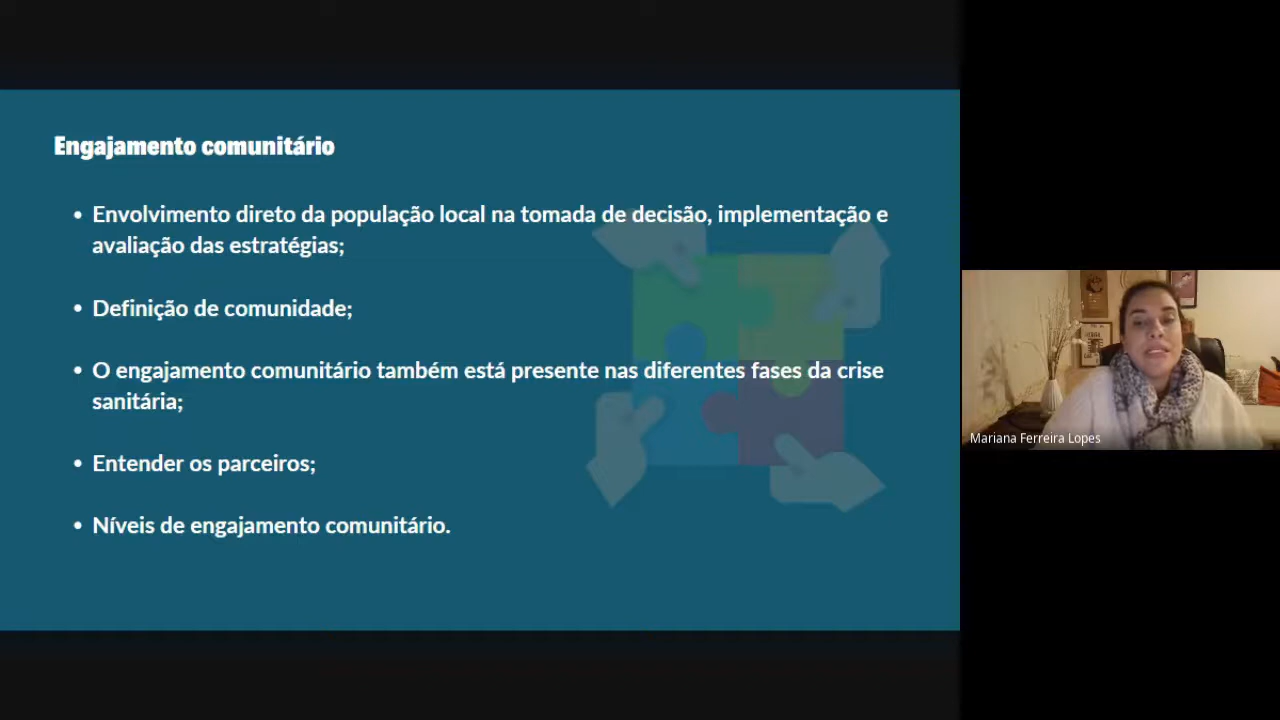 Engajamento comunitário
• Envolvimento direto da população local na tomada de decisão, implementação e
avaliação das estratégias;
• Definição de comunidade;
• O engajamento comunitário também está presente nas diferentes fases da crise
sanitária;
• Entender os parceiros;
• Níveis de engajamento comunitário.
Mariana Ferreira Lopes